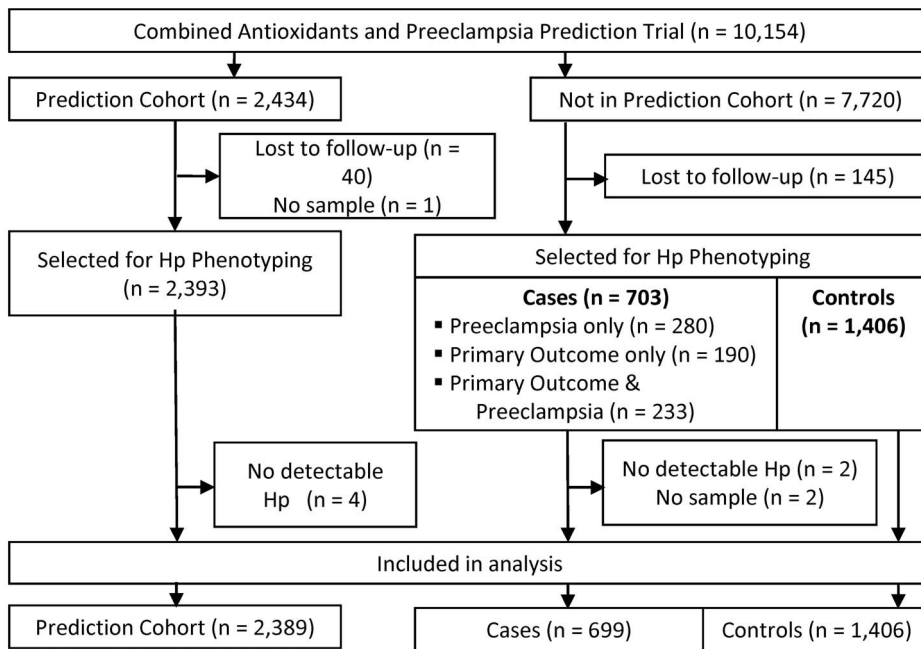 Combined Antioxidants and Preeclampsia Prediction Trial (n = 10,154)
Prediction Cohort (n = 2,434)
Not in Prediction Cohort (n = 7,720)
Lost to follow-up (n =
40)
No sample (n = 1)
Lost to follow-up (n = 145)
Selected for Hp Phenotyping
(n = 2,393)
Selected for Hp Phenotyping
Cases (n = 703)
▪ Preeclampsia only (n = 280)
▪ Primary Outcome only (n = 190)
▪ Primary Outcome &
Preeclampsia (n = 233)
Controls
(n = 1,406)
No detectable
Hp (n = 4)
No detectable Hp (n = 2)
No sample (n = 2)
Included in analysis
Prediction Cohort (n = 2,389)
Cases (n = 699)
Controls (n = 1,406)